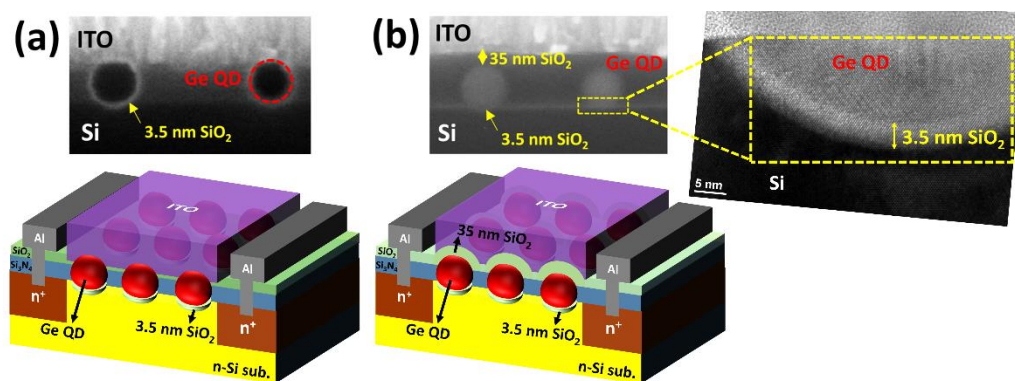 (a)
ITO
Ge QD
3.5 nm SiO₂
Si
ITO
Al
SiO₂
Si₃N₄
n⁺
Al
n⁺
Ge QD
3.5 nm SiO₂
n-Si sub.
(b)
ITO
35 nm SiO₂
Ge QD
3.5 nm SiO₂
Si
Ge QD
3.5 nm SiO₂
5 nm
Si
ITO
35 nm SiO₂
Al
SiO₂
Si₃N₄
n⁺
Al
n⁺
Ge QD
3.5 nm SiO₂
n-Si sub.